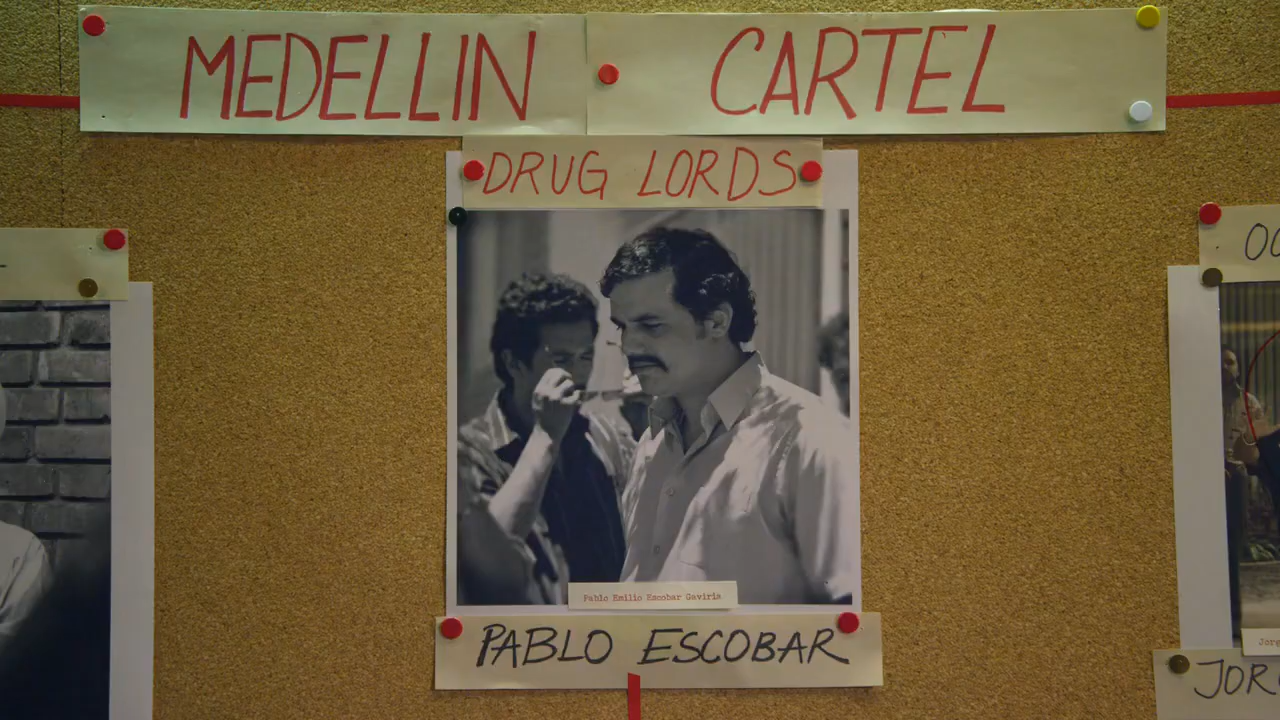 MEDELLIN CARTEL
DRUG LORDS
Pablo Emilio Escobar Gaviria
PABLO ESCOBAR